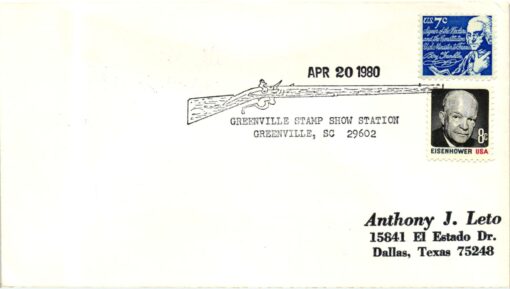 U.S. 7c
APR 20 1980
GREENVILLE STAMP SHOW STATION
GREENVILLE, SC 29602
8c
EISENHOWER USA
Anthony J. Leto
15841 El Estado Dr.
Dallas, Texas 75248